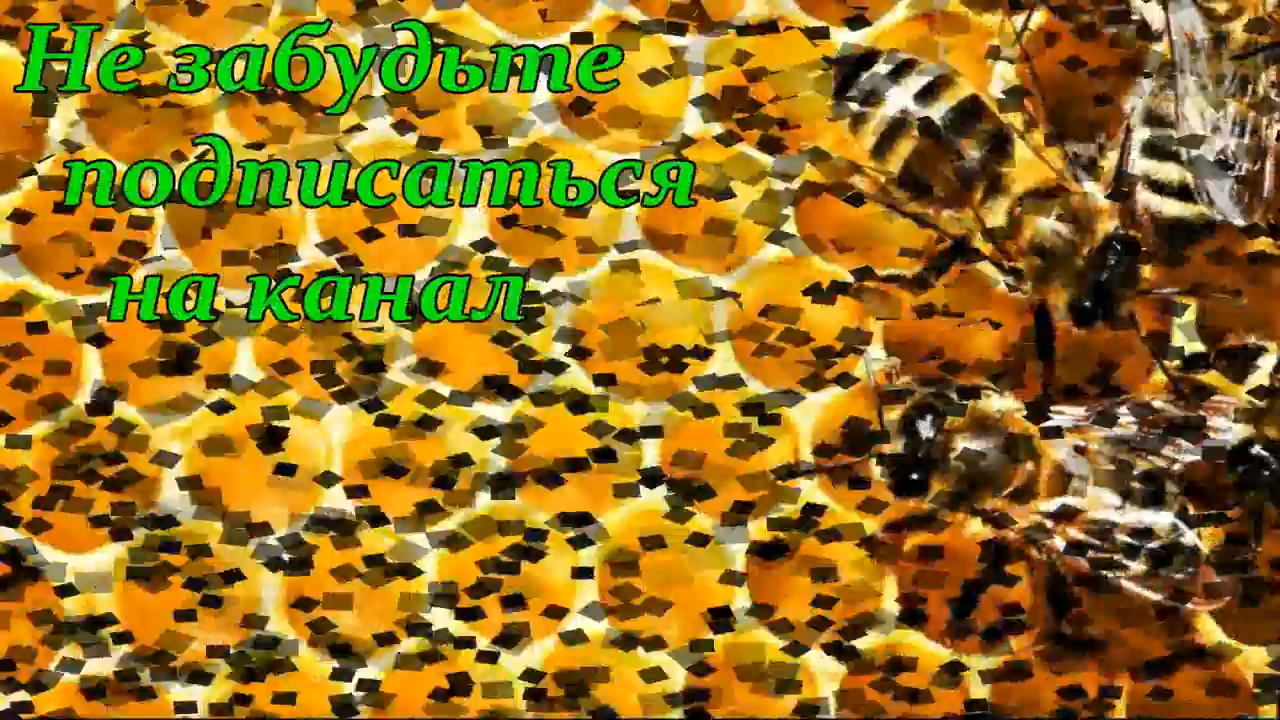 Не забудьте
подписаться
на канал